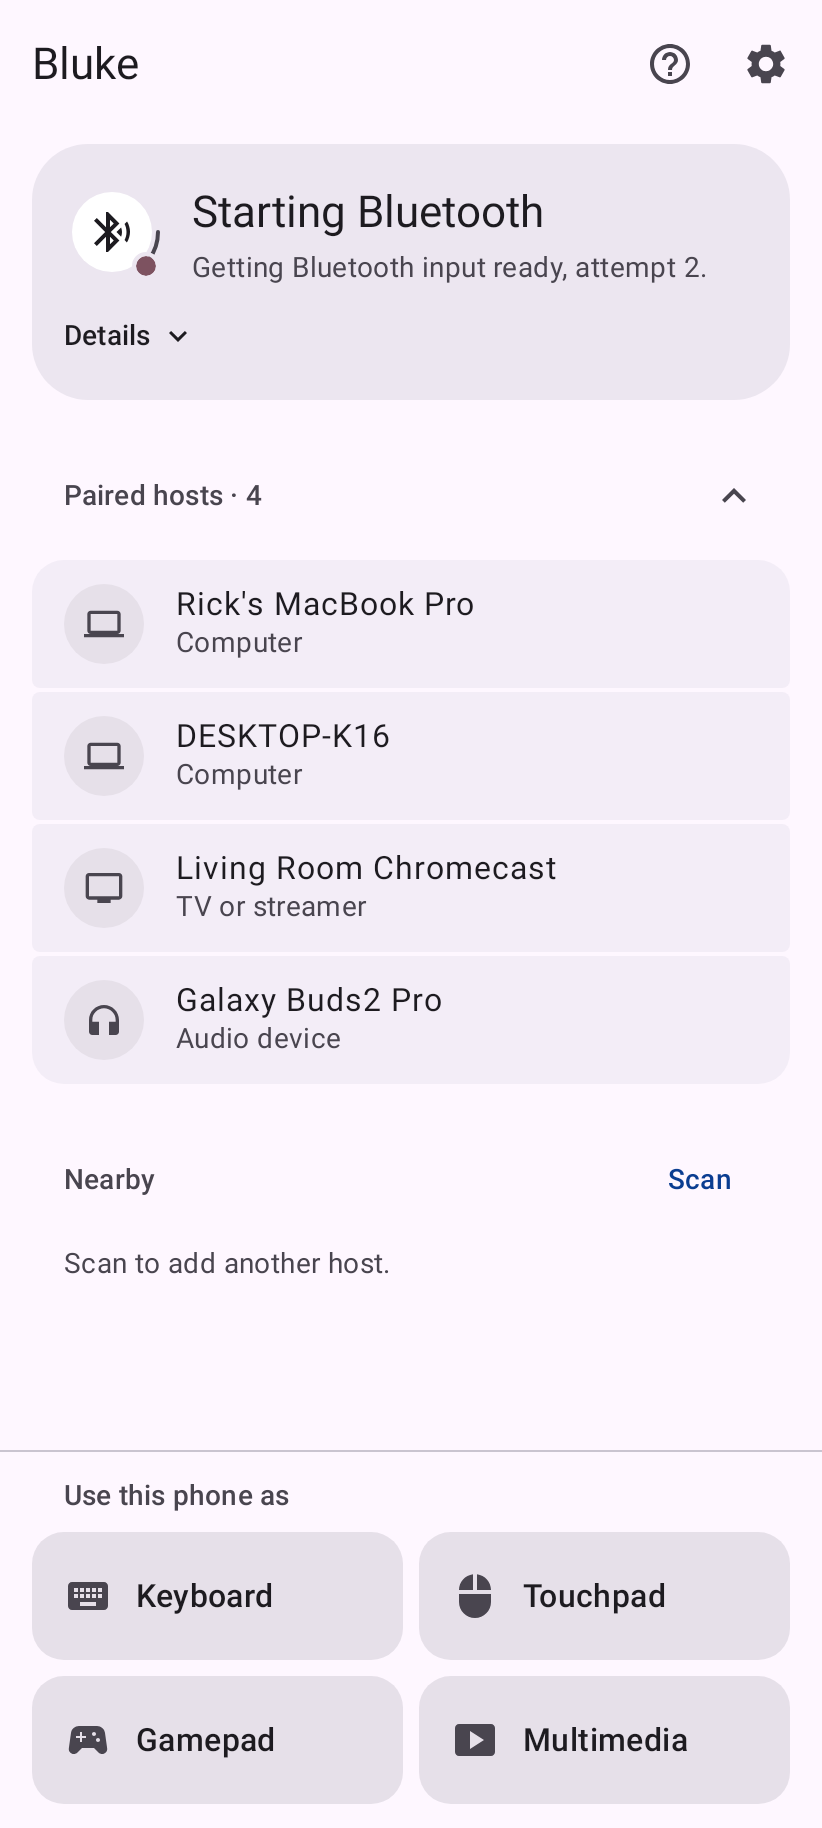 Bluke
Starting Bluetooth
Getting Bluetooth input ready, attempt 2.
Details
Paired hosts · 4
Rick's MacBook Pro
Computer
DESKTOP-K16
Computer
Living Room Chromecast
TV or streamer
Galaxy Buds2 Pro
Audio device
Nearby
Scan
Scan to add another host.
Use this phone as
Keyboard
Touchpad
Gamepad
Multimedia